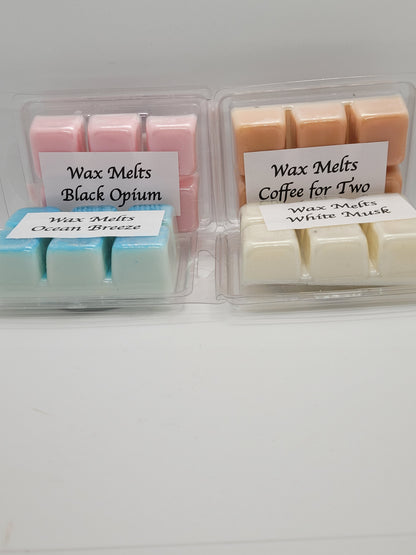 Wax Melts
Black Opium
Wax Melts
Coffee for Two
Wax Melts
Ocean Breeze
Wax Melts
White Musk